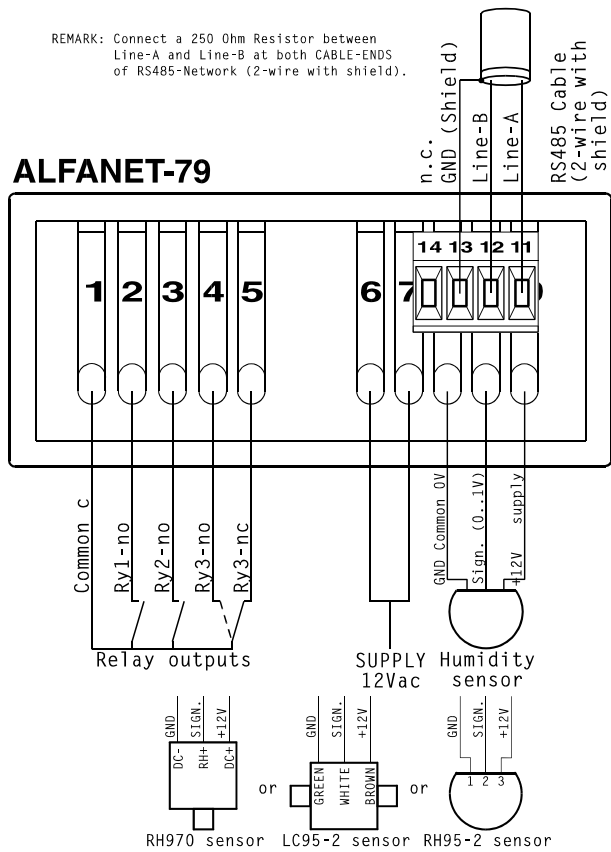 REMARK: Connect a 250 Ohm Resistor between
Line-A and Line-B at both CABLE-ENDS
of RS485-Network (2-wire with shield).
n.c.
GND (Shield)
Line-B
Line-A
RS485 Cable
(2-wire with
shield)
ALFANET-79
14 13 12 11
1 2 3 4 5 6 7
Common c
Ry1-no
Ry2-no
Ry3-no
Ry3-nc
GND Common 0V
Sign. (0..1V)
+12V supply
Relay outputs
SUPPLY
12Vac
Humidity
sensor
GND
SIGN.
+12V
DC-
RH+
DC+
RH970 sensor
or
GND
SIGN.
+12V
GREEN
WHITE
BROWN
LC95-2 sensor
or
GND
SIGN.
+12V
1 2 3
RH95-2 sensor